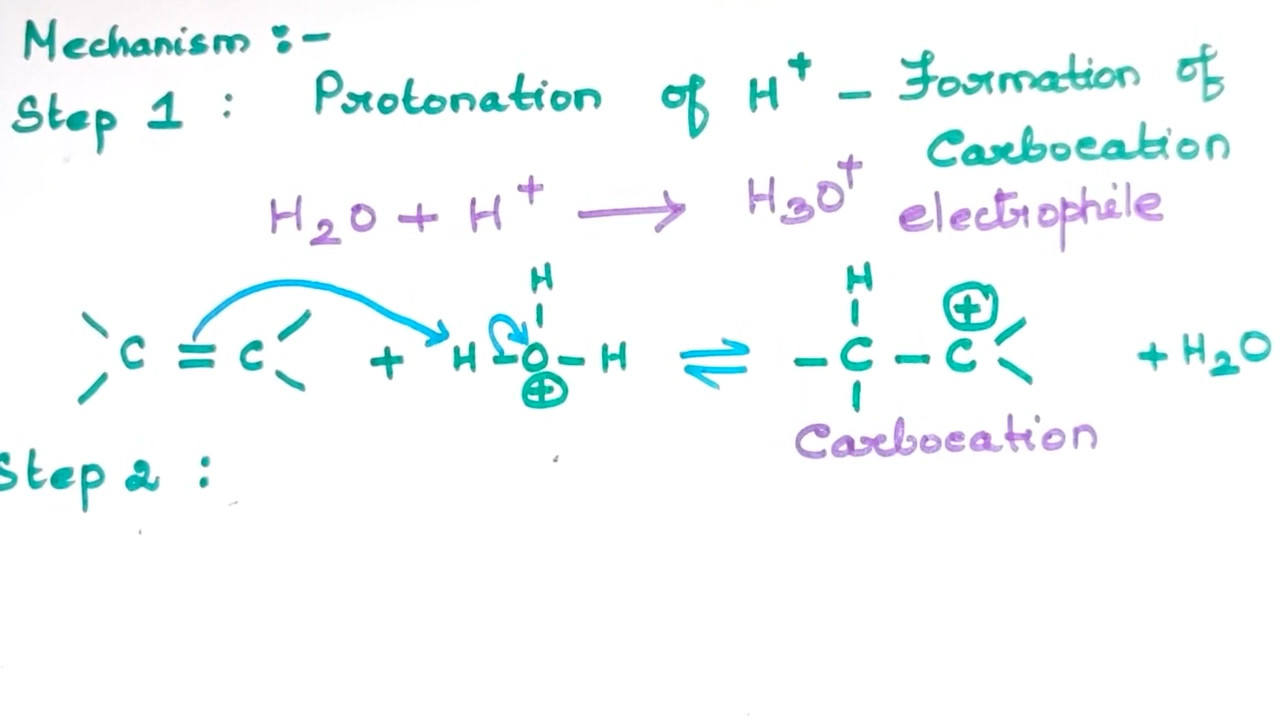 Mechanism :-
Step 1 : Protonation of H⁺ – Formation of
Carbocation
H₂O + H⁺ ⟶ H₃O⁺ electrophile
H H ⊕
C = C + H – O – H ⇌ – C – C + H₂O
⊕
Carbocation
Step 2 :